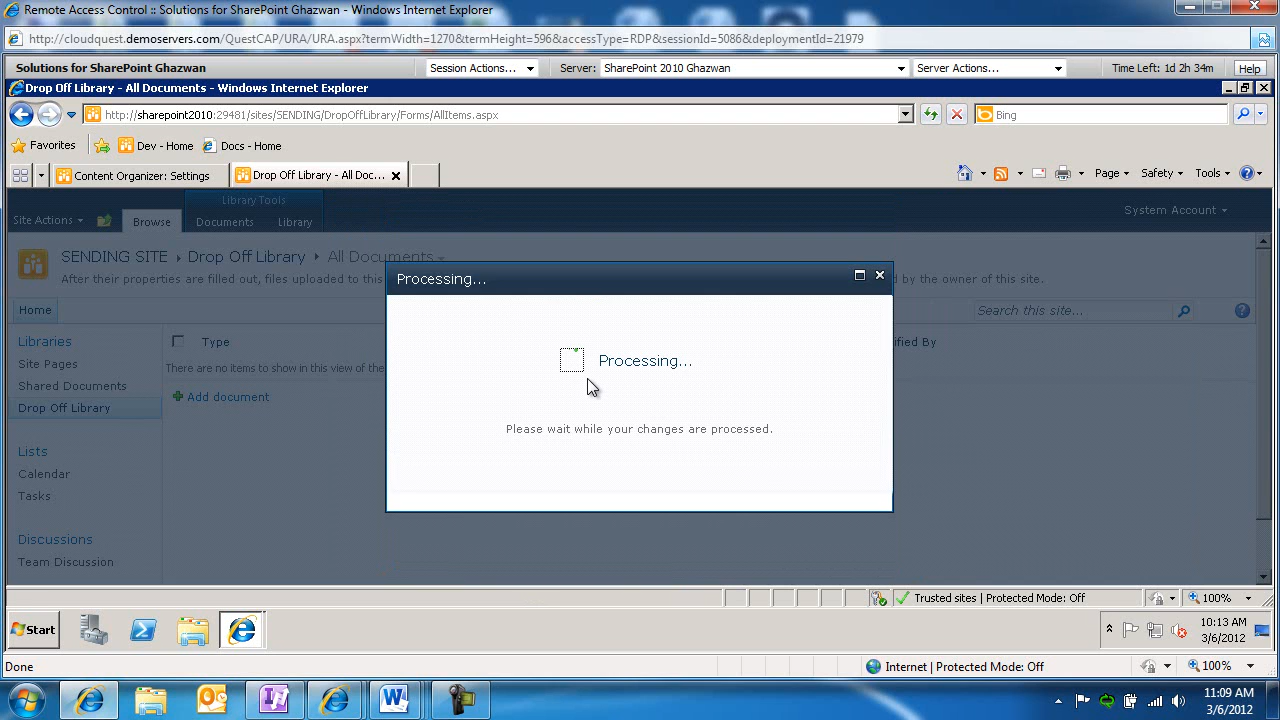 Remote Access Control :: Solutions for SharePoint Ghazwan - Windows Internet Explorer
http://cloudquest.demoservers.com/QuestCAP/URA/URA.aspx?termWidth=1270&termHeight=596&accessType=RDP&sessionId=5086&deploymentId=21979
Solutions for SharePoint Ghazwan Session Actions... Server: SharePoint 2010 Ghazwan Server Actions... Time Left: 1d 2h 34m Help
Drop Off Library - All Documents - Windows Internet Explorer
http://sharepoint2010:29481/sites/SENDING/DropOffLibrary/Forms/AllItems.aspx Bing
Favorites Dev - Home Docs - Home
Content Organizer: Settings Drop Off Library - All Doc... Page Safety Tools
Library Tools
Site Actions Browse Documents Library System Account
SENDING SITE Drop Off Library All Documents
After their properties are filled out, files uploaded to this ed by the owner of this site.
Processing...
Home Search this site...
Libraries Type ified By
Site Pages
Processing...
There are no items to show in this view of the
Shared Documents
Add document
Drop Off Library
Please wait while your changes are processed.
Lists
Calendar
Tasks
Discussions
Team Discussion
Trusted sites | Protected Mode: Off 100%
Start 10:13 AM
3/6/2012
Done Internet | Protected Mode: Off 100%
11:09 AM
3/6/2012